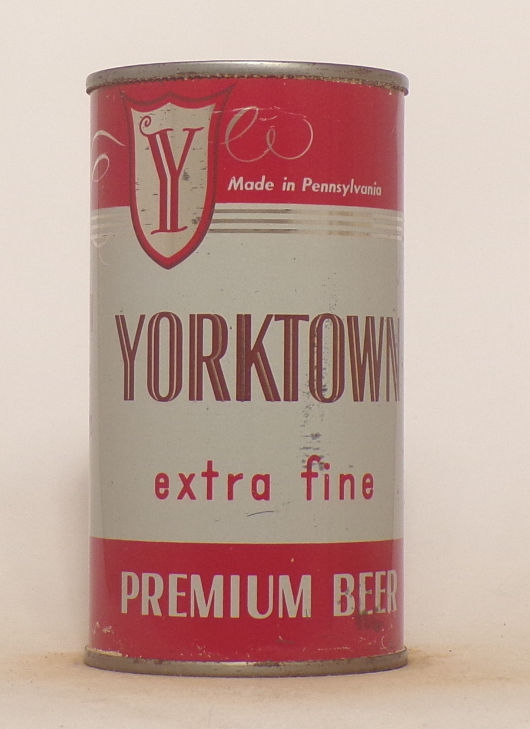 Y
Made in Pennsylvania
YORKTOWN
extra fine
PREMIUM BEER